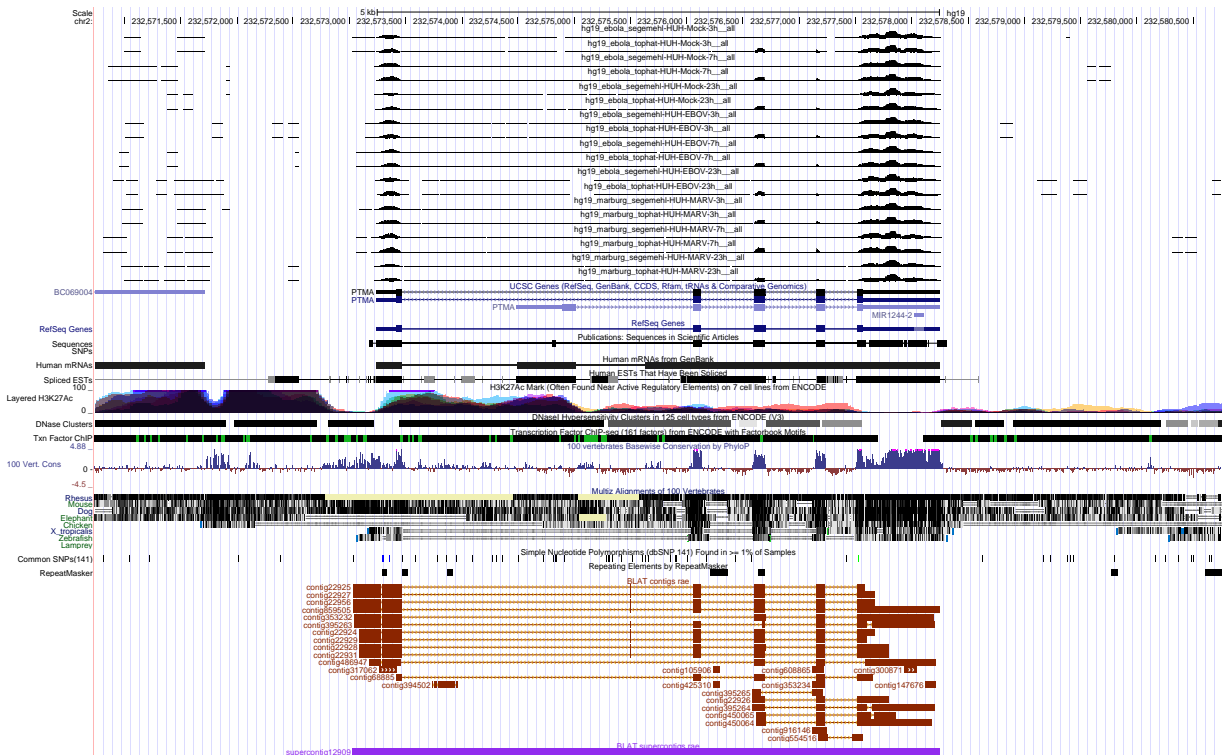 Scale 5 kb hg19
chr2: 232,571,500 232,572,000 232,572,500 232,573,000 232,573,500 232,574,000 232,574,500 232,575,000 232,575,500 232,576,000 232,576,500 232,577,000 232,577,500 232,578,000 232,578,500 232,579,000 232,579,500 232,580,000 232,580,500
hg19_ebola_segemehl-HUH-Mock-3h__all
hg19_ebola_tophat-HUH-Mock-3h__all
hg19_ebola_segemehl-HUH-Mock-7h__all
hg19_ebola_tophat-HUH-Mock-7h__all
hg19_ebola_segemehl-HUH-Mock-23h__all
hg19_ebola_tophat-HUH-Mock-23h__all
hg19_ebola_segemehl-HUH-EBOV-3h__all
hg19_ebola_tophat-HUH-EBOV-3h__all
hg19_ebola_segemehl-HUH-EBOV-7h__all
hg19_ebola_tophat-HUH-EBOV-7h__all
hg19_ebola_segemehl-HUH-EBOV-23h__all
hg19_ebola_tophat-HUH-EBOV-23h__all
hg19_marburg_segemehl-HUH-MARV-3h__all
hg19_marburg_tophat-HUH-MARV-3h__all
hg19_marburg_segemehl-HUH-MARV-7h__all
hg19_marburg_tophat-HUH-MARV-7h__all
hg19_marburg_segemehl-HUH-MARV-23h__all
hg19_marburg_tophat-HUH-MARV-23h__all
UCSC Genes (RefSeq, GenBank, CCDS, Rfam, tRNAs & Comparative Genomics)
BC069004 PTMA
PTMA
PTMA
MIR1244-2
RefSeq Genes
RefSeq Genes
Publications: Sequences in Scientific Articles
Sequences
SNPs
Human mRNAs from GenBank
Human mRNAs
Human ESTs That Have Been Spliced
Spliced ESTs
H3K27Ac Mark (Often Found Near Active Regulatory Elements) on 7 cell lines from ENCODE
100 _
Layered H3K27Ac
0 _
DNaseI Hypersensitivity Clusters in 125 cell types from ENCODE (V3)
DNase Clusters
Transcription Factor ChIP-seq (161 factors) from ENCODE with Factorbook Motifs
Txn Factor ChIP
100 vertebrates Basewise Conservation by PhyloP
4.88 _
100 Vert. Cons
0 _
-4.5 _
Multiz Alignments of 100 Vertebrates
Rhesus
Mouse
Dog
Elephant
Chicken
X_tropicalis
Zebrafish
Lamprey
Simple Nucleotide Polymorphisms (dbSNP 141) Found in >= 1% of Samples
Common SNPs(141)
Repeating Elements by RepeatMasker
RepeatMasker
BLAT contigs rae
contig22925
contig22927
contig22956
contig859505
contig353232
contig395263
contig22924
contig22929
contig22928
contig22931
contig486947
contig317062 contig105906 contig608865 contig300871
contig68885
contig394502 contig425310 contig353234 contig147676
contig395265
contig22926
contig395264
contig450065
contig450064
contig916146
contig554516
BLAT supercontigs rae
supercontig12909